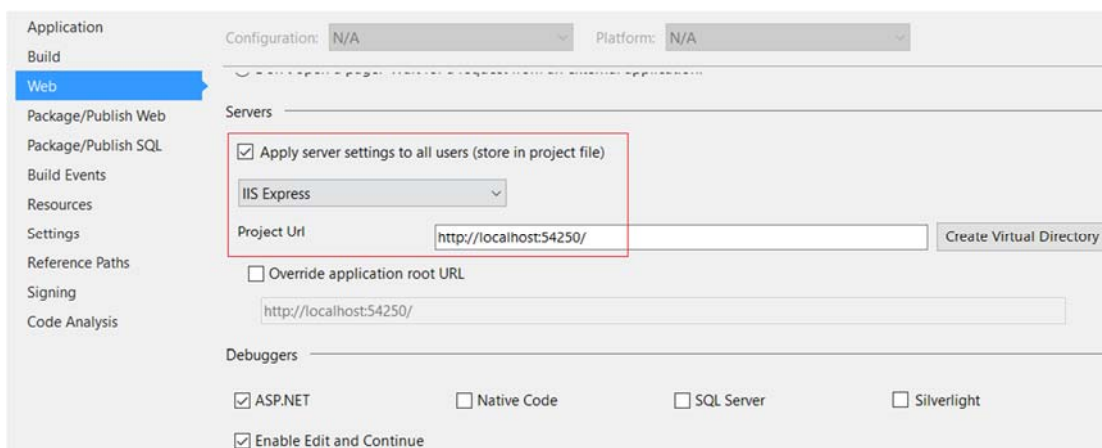 Application
Build
Web
Package/Publish Web
Package/Publish SQL
Build Events
Resources
Settings
Reference Paths
Signing
Code Analysis
Configuration: N/A Platform: N/A
Servers
Apply server settings to all users (store in project file)
IIS Express
Project Url http://localhost:54250/ Create Virtual Directory
Override application root URL
http://localhost:54250/
Debuggers
ASP.NET Native Code SQL Server Silverlight
Enable Edit and Continue